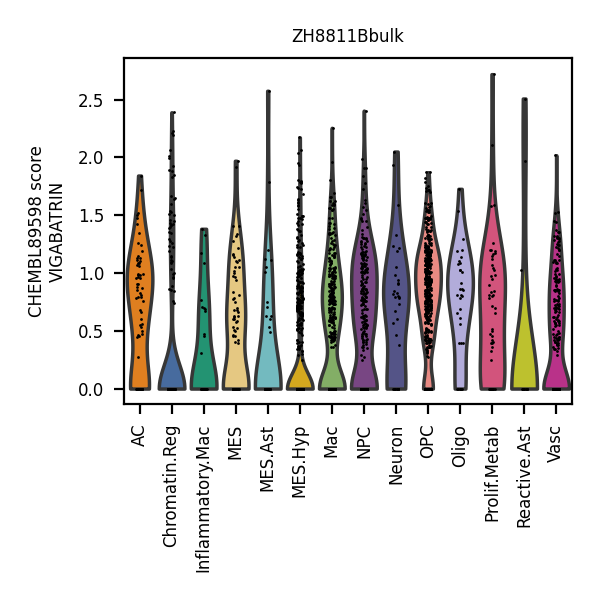 ZH8811Bbulk
CHEMBL89598 score
VIGABATRIN
2.5
2.0
1.5
1.0
0.5
0.0
AC
Chromatin.Reg
Inflammatory.Mac
MES
MES.Ast
MES.Hyp
Mac
NPC
Neuron
OPC
Oligo
Prolif.Metab
Reactive.Ast
Vasc